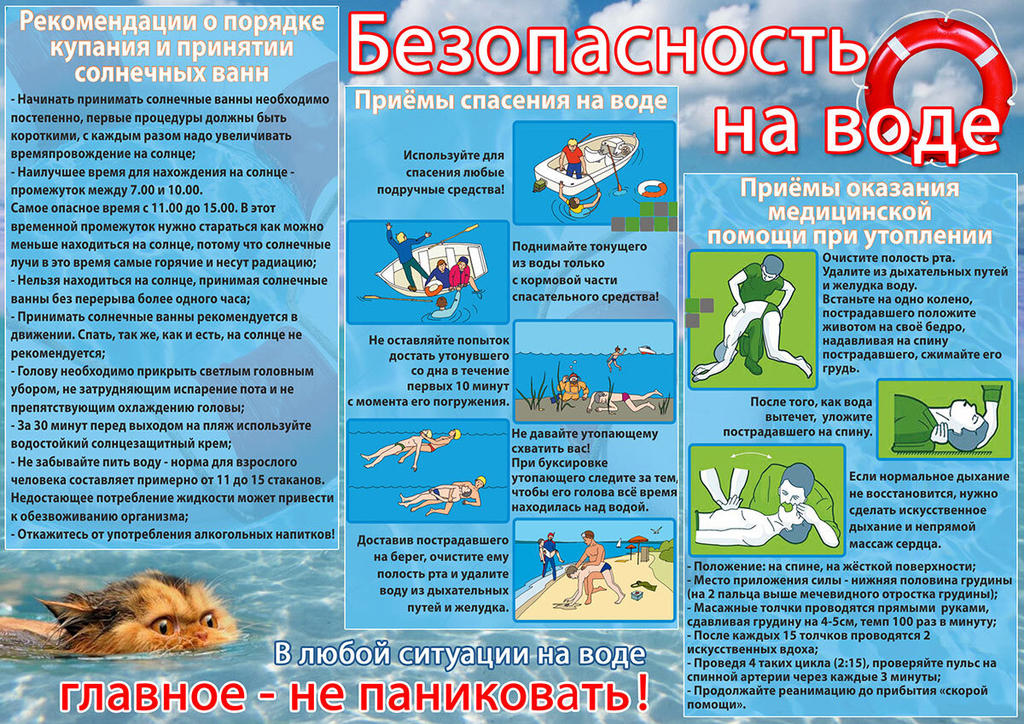 Безопасность
на воде
Рекомендации о порядке
купания и принятии
солнечных ванн
- Начинать принимать солнечные ванны необходимо
постепенно, первые процедуры должны быть
короткими, с каждым разом надо увеличивать
времяпровождение на солнце;
- Наилучшее время для нахождения на солнце -
промежуток между 7.00 и 10.00.
Самое опасное время с 11.00 до 15.00. В этот
временной промежуток нужно стараться как можно
меньше находиться на солнце, потому что солнечные
лучи в это время самые горячие и несут радиацию;
- Нельзя находиться на солнце, принимая солнечные
ванны без перерыва более одного часа;
- Принимать солнечные ванны рекомендуется в
движении. Спать, так же, как и есть, на солнце не
рекомендуется;
- Голову необходимо прикрыть светлым головным
убором, не затрудняющим испарение пота и не
препятствующим охлаждению головы;
- За 30 минут перед выходом на пляж используйте
водостойкий солнцезащитный крем;
- Не забывайте пить воду - норма для взрослого
человека составляет примерно от 11 до 15 стаканов.
Недостающее потребление жидкости может привести
к обезвоживанию организма;
- Откажитесь от употребления алкогольных напитков!
Приёмы спасения на воде
Используйте для
спасения любые
подручные средства!
Поднимайте тонущего
из воды только
с кормовой части
спасательного средства!
Не оставляйте попыток
достать утонувшего
со дна в течение
первых 10 минут
с момента его погружения.
Не давайте утопающему
схватить вас!
При буксировке
утопающего следите за тем,
чтобы его голова всё время
находилась над водой.
Доставив пострадавшего
на берег, очистите ему
полость рта и удалите
воду из дыхательных
путей и желудка.
Приёмы оказания
медицинской
помощи при утоплении
Очистите полость рта.
Удалите из дыхательных путей
и желудка воду.
Встаньте на одно колено,
пострадавшего положите
животом на своё бедро,
надавливая на спину
пострадавшего, сжимайте его
грудь.
После того, как вода
вытечет, уложите
пострадавшего на спину.
Если нормальное дыхание
не восстановится, нужно
сделать искусственное
дыхание и непрямой
массаж сердца.
- Положение: на спине, на жёсткой поверхности;
- Место приложения силы - нижняя половина грудины
(на 2 пальца выше мечевидного отростка грудины);
- Масажные толчки проводятся прямыми руками,
сдавливая грудину на 4-5см, темп 100 раз в минуту;
- После каждых 15 толчков проводятся 2
искусственных вдоха;
- Проведя 4 таких цикла (2:15), проверяйте пульс на
спинной артерии через каждые 3 минуты;
- Продолжайте реанимацию до прибытия «скорой
помощи».
В любой ситуации на воде
главное - не паниковать!